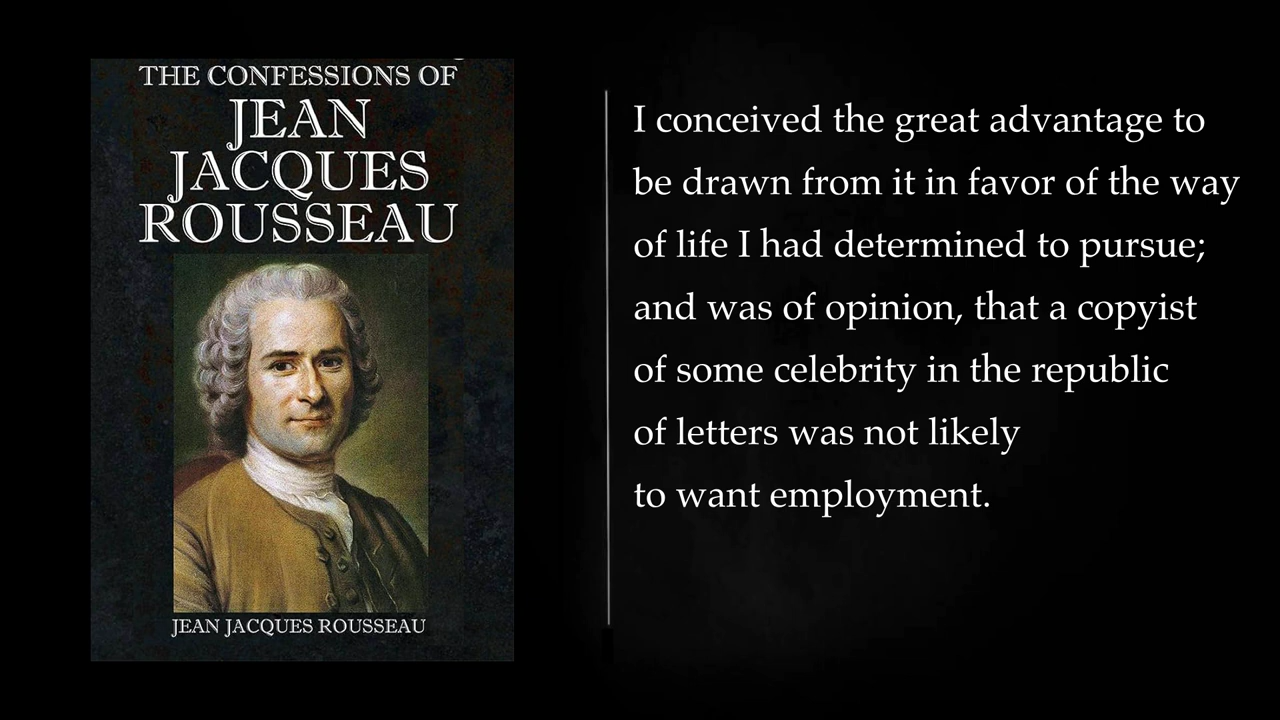 THE CONFESSIONS OF
JEAN
JACQUES
ROUSSEAU
JEAN JACQUES ROUSSEAU
I conceived the great advantage to
be drawn from it in favor of the way
of life I had determined to pursue;
and was of opinion, that a copyist
of some celebrity in the republic
of letters was not likely
to want employment.